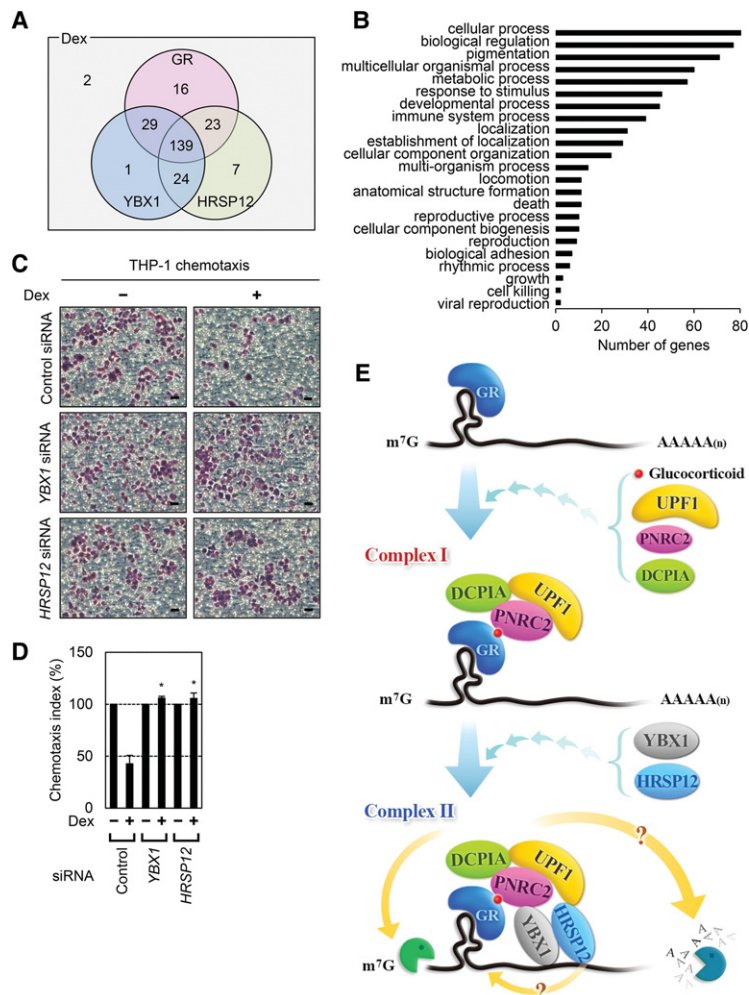 A
Dex
GR
2
16
29
23
139
1
24
7
YBX1
HRSP12
B
cellular process
biological regulation
pigmentation
multicellular organismal process
metabolic process
response to stimulus
developmental process
immune system process
localization
establishment of localization
cellular component organization
multi-organism process
locomotion
anatomical structure formation
death
reproductive process
cellular component biogenesis
reproduction
biological adhesion
rhythmic process
growth
cell killing
viral reproduction
0 20 40 60 80
Number of genes
C
THP-1 chemotaxis
Dex − +
Control siRNA
YBX1 siRNA
HRSP12 siRNA
D
Chemotaxis index (%)
150
100
50
0
* *
Dex − + − + − +
siRNA
Control
YBX1
HRSP12
E
GR
m7G
AAAAA(n)
Glucocorticoid
UPF1
PNRC2
DCPIA
Complex I
DCPIA
UPF1
PNRC2
GR
m7G
AAAAA(n)
YBX1
HRSP12
Complex II
?
DCPIA
UPF1
PNRC2
GR
YBX1
HRSP12
m7G
?
A A A A